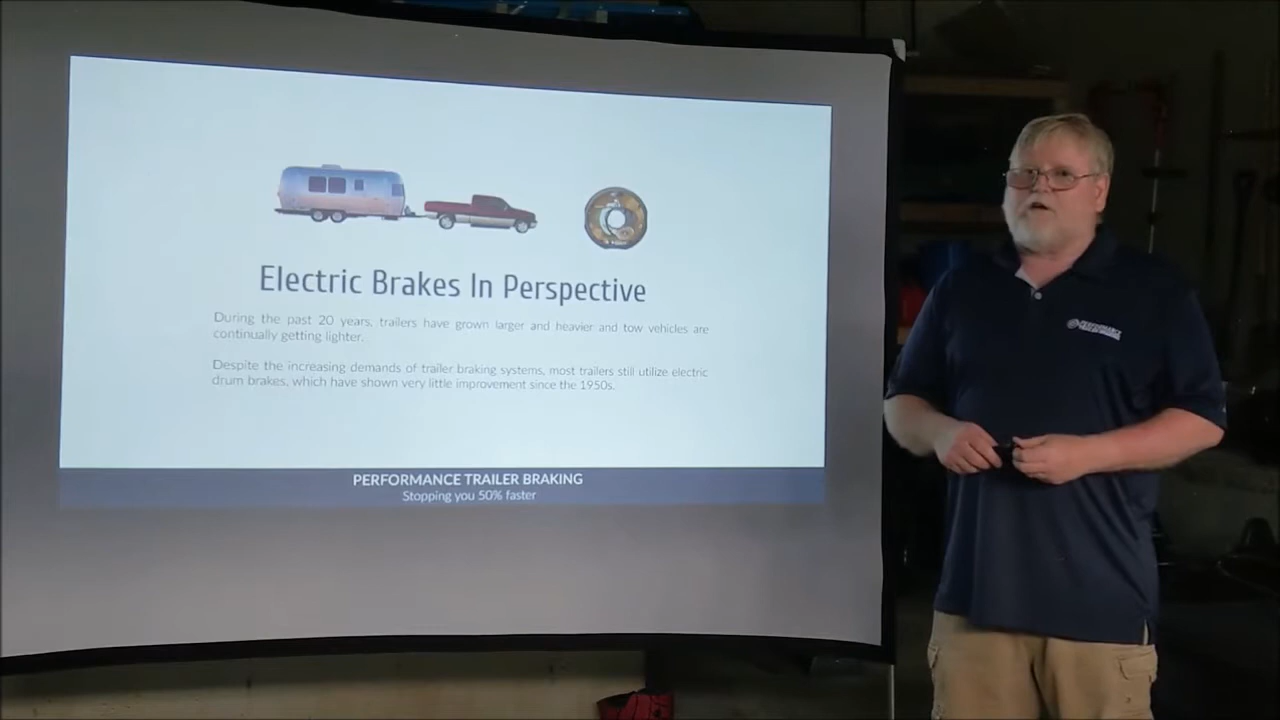 Electric Brakes In Perspective
During the past 20 years, trailers have grown larger and heavier and tow vehicles are
continually getting lighter.
Despite the increasing demands of trailer braking systems, most trailers still utilize electric
drum brakes, which have shown very little improvement since the 1950s.
PERFORMANCE TRAILER BRAKING
Stopping you 50% faster